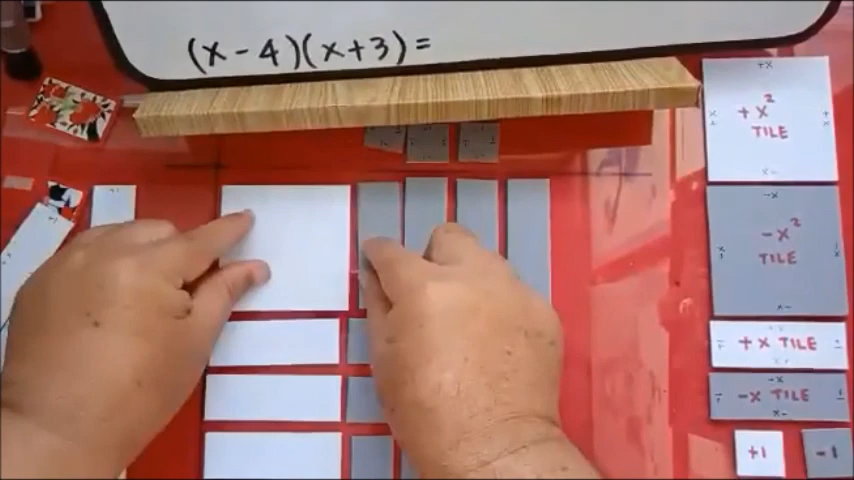 (x-4)(x+3)=
+x
x
+
+x²
TILE
x-
-x
-x²
TILE
x-
+x TILE
-x
-x TILE
x-
+1
-1